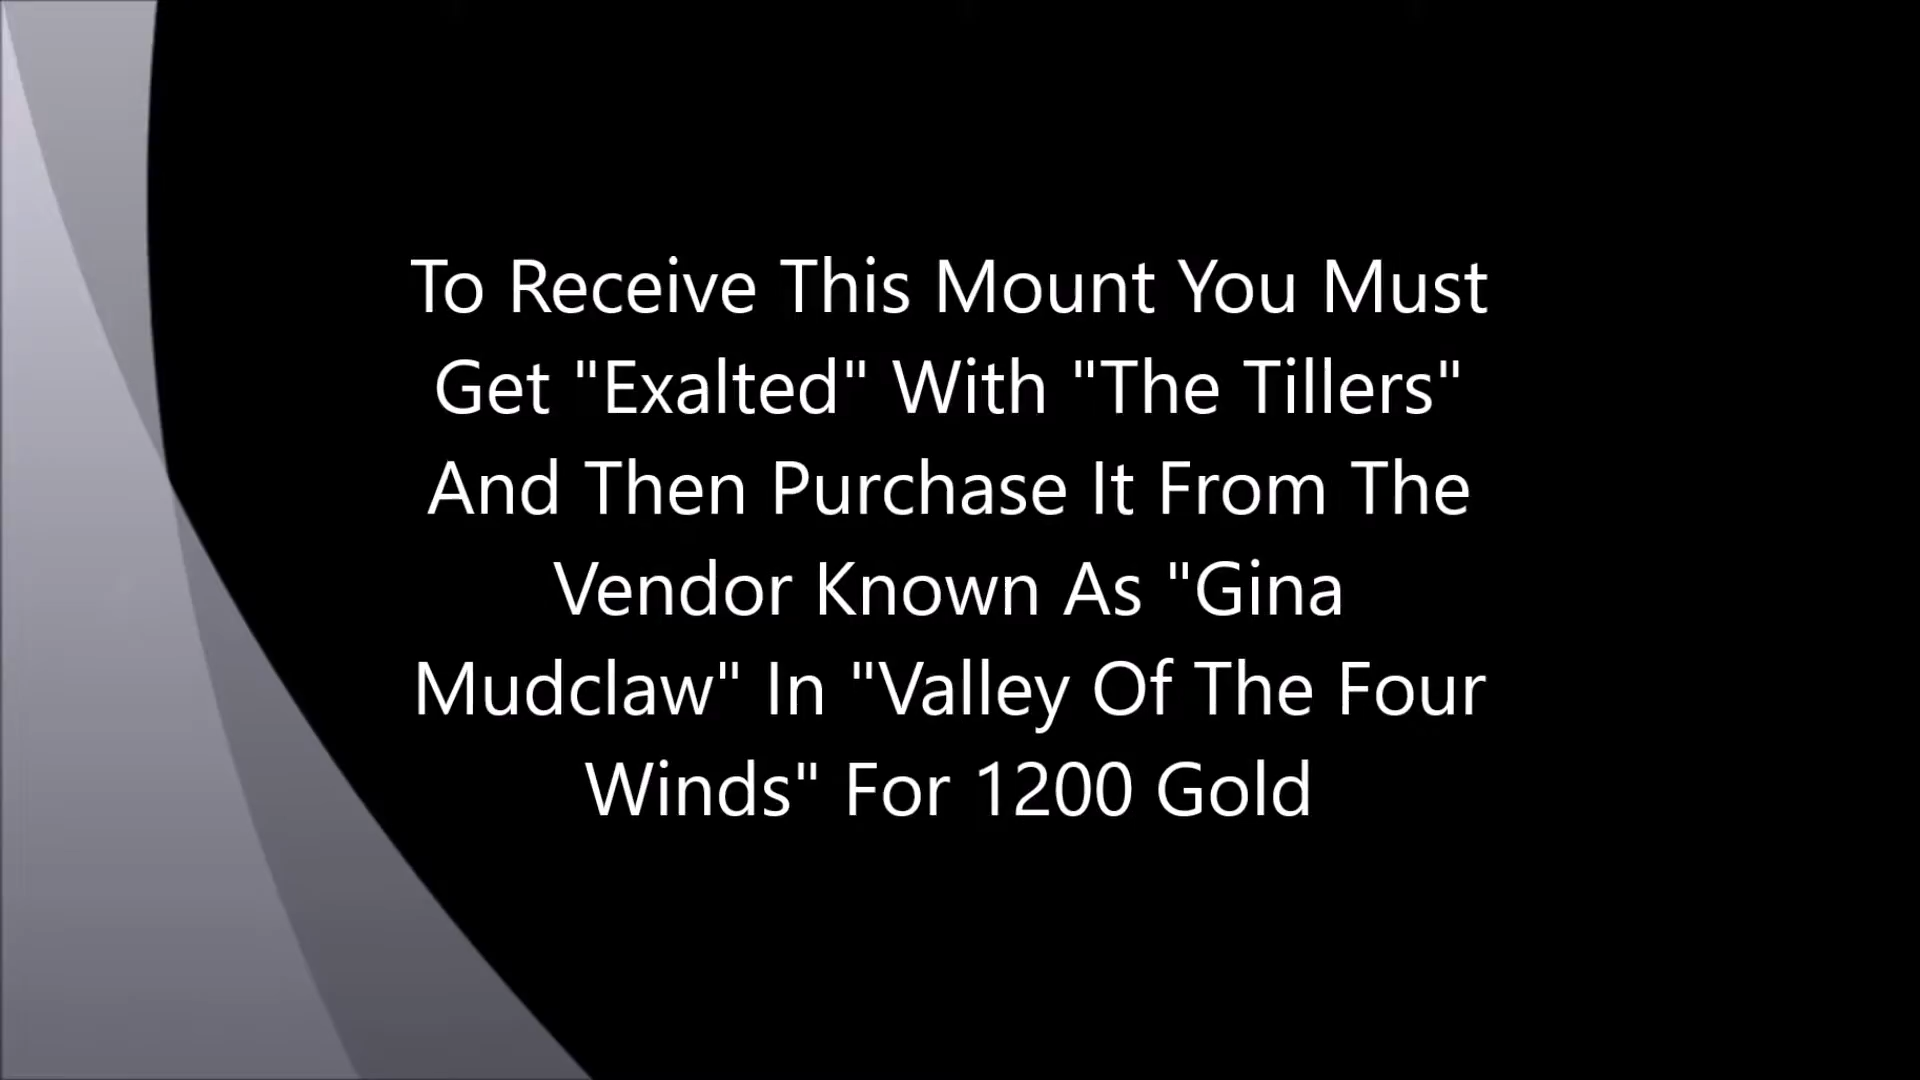 To Receive This Mount You Must
Get "Exalted" With "The Tillers"
And Then Purchase It From The
Vendor Known As "Gina
Mudclaw" In "Valley Of The Four
Winds" For 1200 Gold